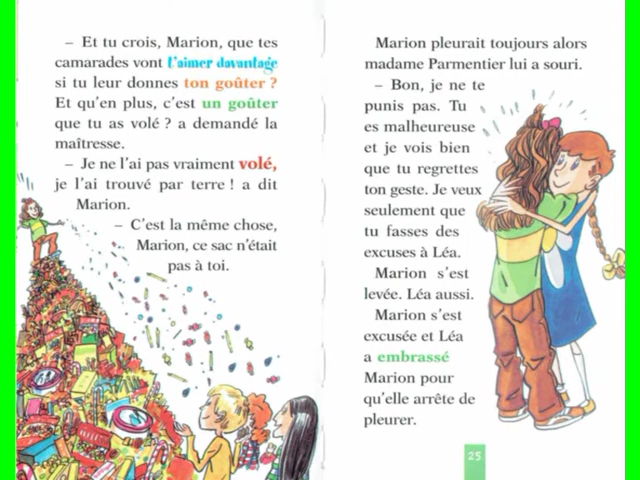 – Et tu crois, Marion, que tes
camarades vont t'aimer davantage
si tu leur donnes ton goûter ?
Et qu'en plus, c'est un goûter
que tu as volé ? a demandé la
maîtresse.
– Je ne l'ai pas vraiment volé,
je l'ai trouvé par terre ! a dit
Marion.
– C'est la même chose,
Marion, ce sac n'était
pas à toi.
Marion pleurait toujours alors
madame Parmentier lui a souri.
– Bon, je ne te
punis pas. Tu
es malheureuse
et je vois bien
que tu regrettes
ton geste. Je veux
seulement que
tu fasses des
excuses à Léa.
Marion s'est
levée. Léa aussi.
Marion s'est
excusée et Léa
a embrassé
Marion pour
qu'elle arrête de
pleurer.
25